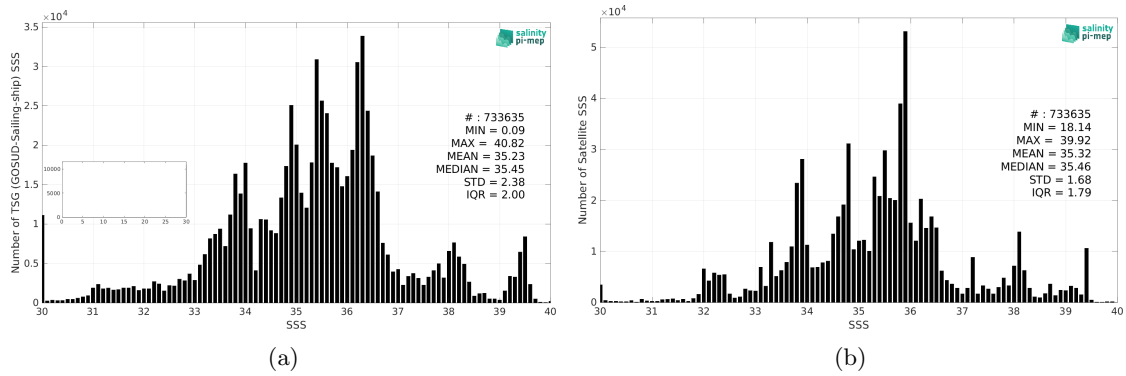 ×10^4
3.5
3
2.5
2
1.5
1
0.5
0
Number of TSG (GOSUD-Sailing-ship) SSS
salinity
pi-mep
# : 733635
MIN = 0.09
MAX = 40.82
MEAN = 35.23
MEDIAN = 35.45
STD = 2.38
IQR = 2.00
10000
5000
0
0 5 10 15 20 25 30
30 31 32 33 34 35 36 37 38 39 40
SSS
(a)
×10^4
5
4
3
2
1
0
Number of Satellite SSS
salinity
pi-mep
# : 733635
MIN = 18.14
MAX = 39.92
MEAN = 35.32
MEDIAN = 35.46
STD = 1.68
IQR = 1.79
30 31 32 33 34 35 36 37 38 39 40
SSS
(b)